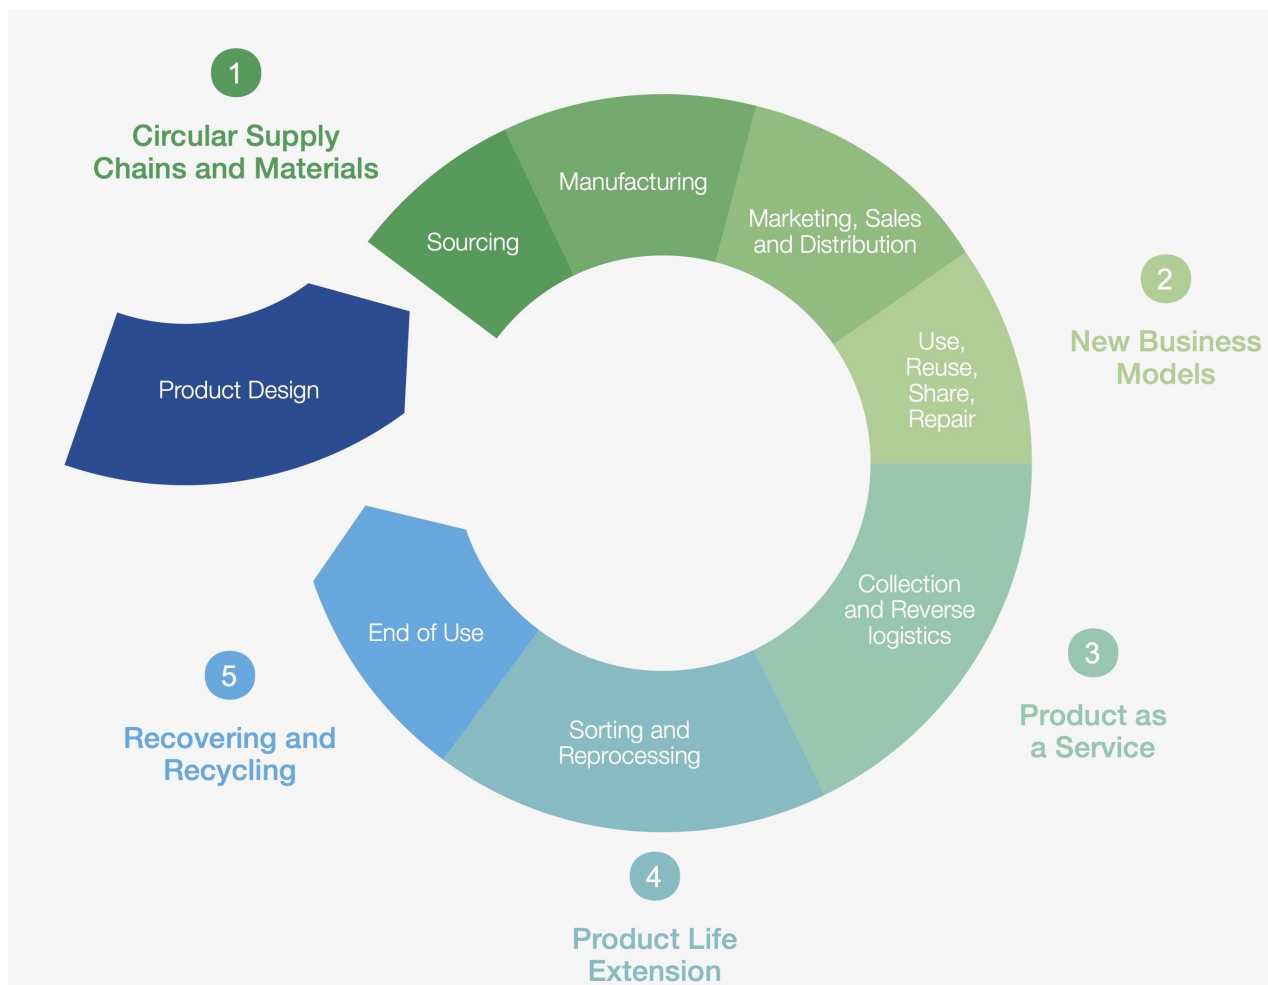 1
Circular Supply
Chains and Materials
Sourcing
Manufacturing
Marketing, Sales
and Distribution
Use,
Reuse,
Share,
Repair
2
New Business
Models
Product Design
Collection
and Reverse
logistics
3
Product as
a Service
End of Use
Sorting and
Reprocessing
4
Product Life
Extension
5
Recovering and
Recycling